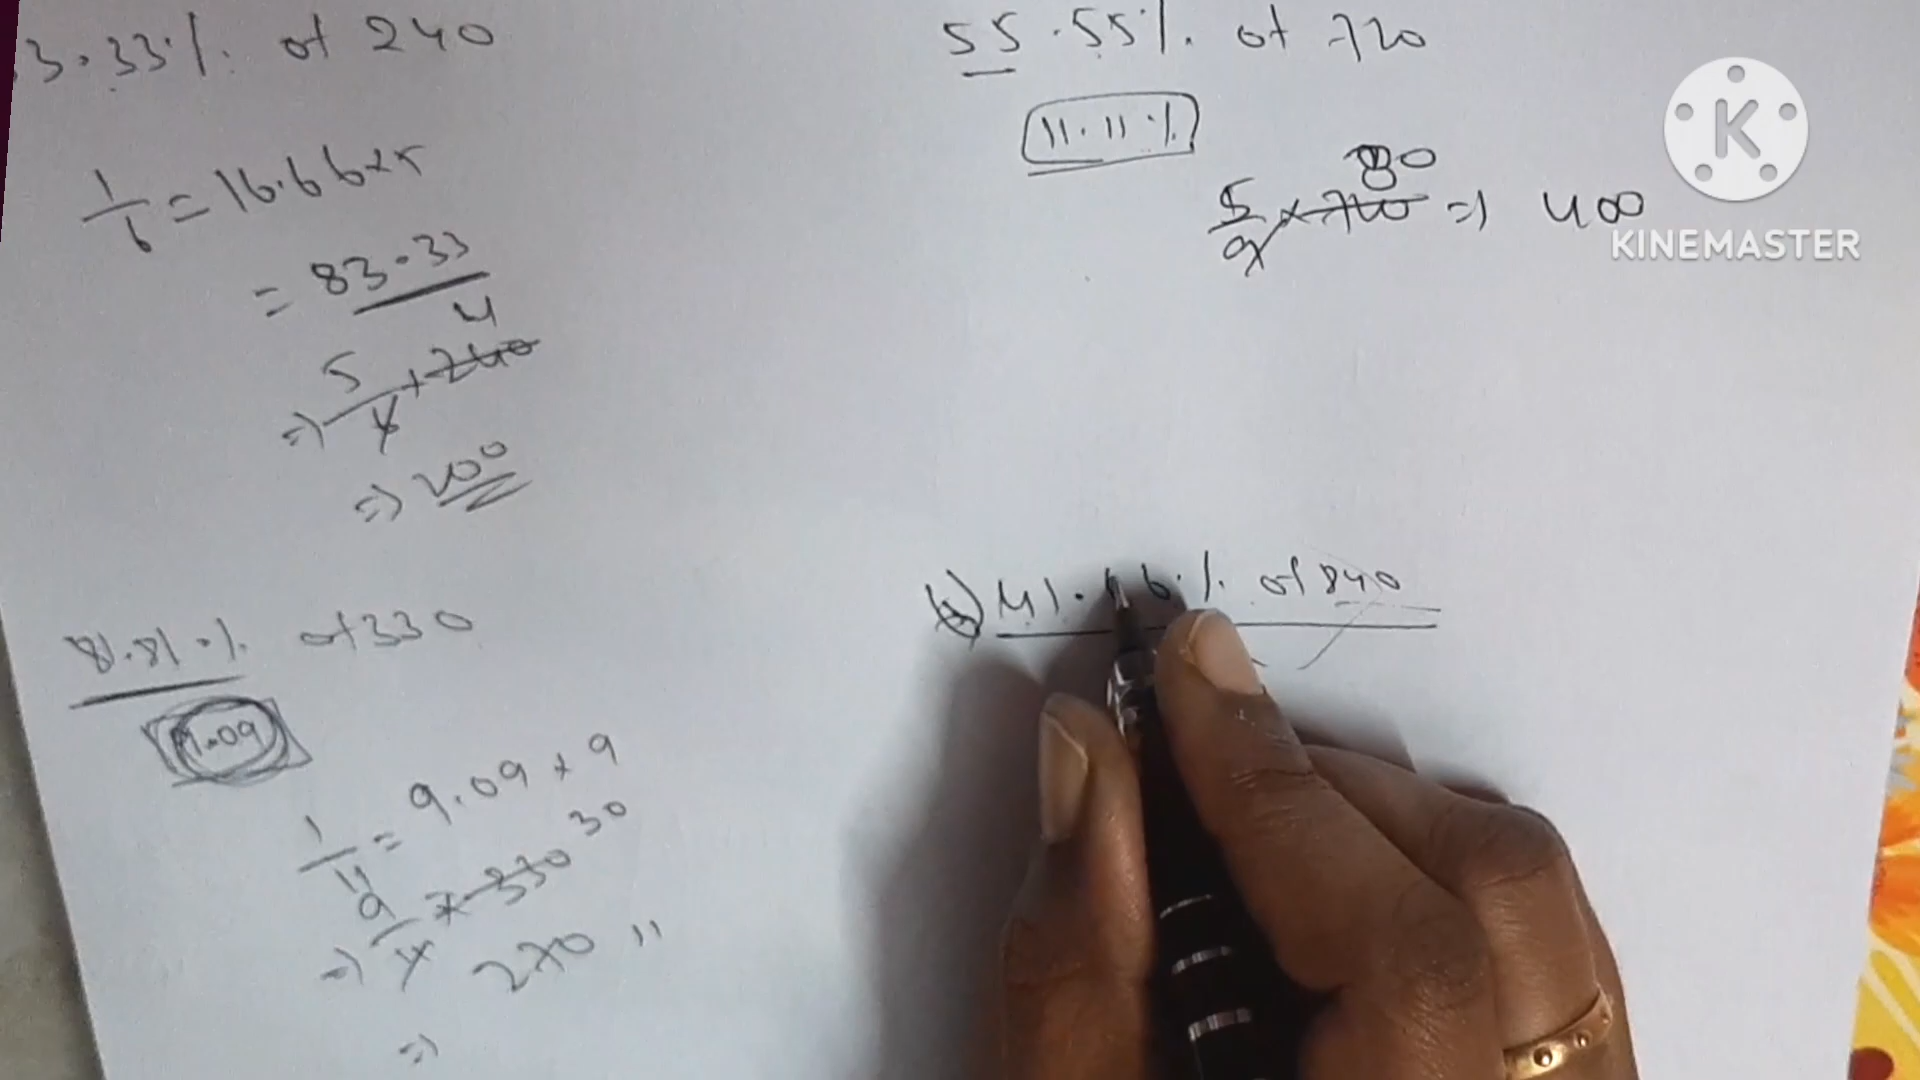 3.33% of 240
1/6 = 16.66×5
= 83.33
4
=) 5/6 × 240
=) 200
81.81% of 330
9.09
1/11 = 9.09 × 9
30
=) 9/11 × 330
270 "
=)
55.55% of 720
11.11%
80
5/9 × 720 =) 400
K
KINEMASTER
41.66% of 840